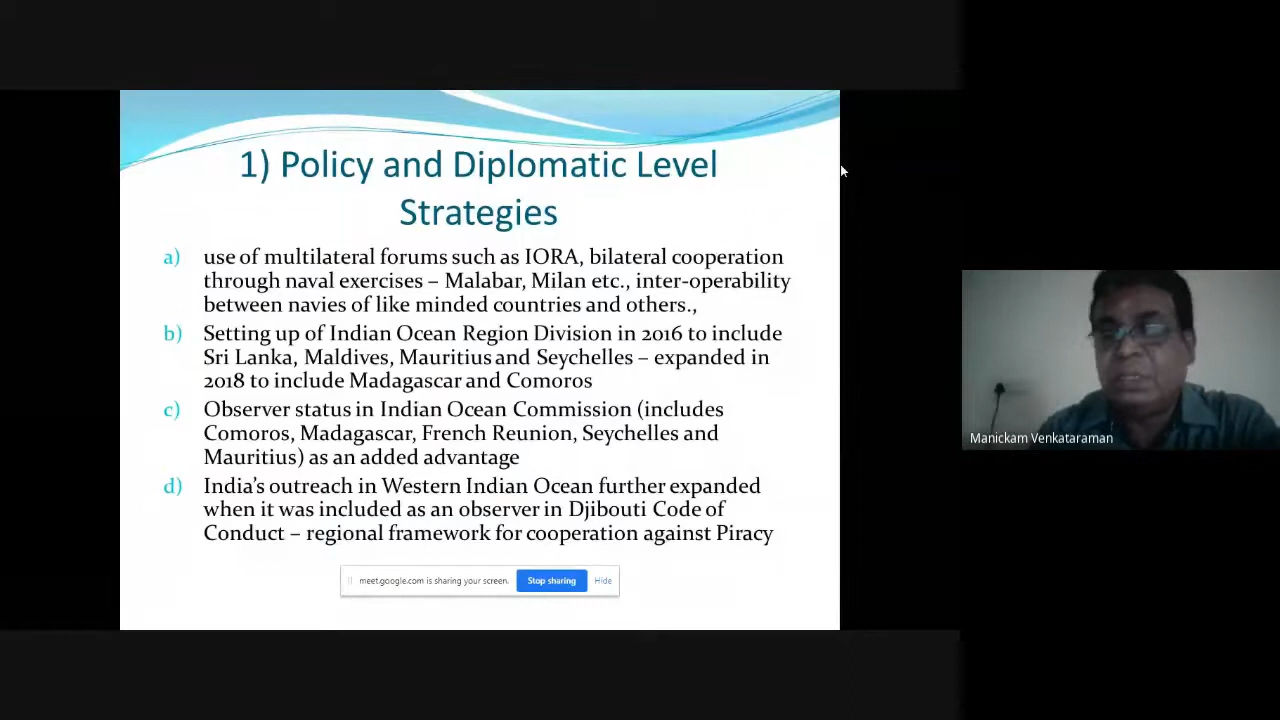 1) Policy and Diplomatic Level
Strategies
a) use of multilateral forums such as IORA, bilateral cooperation
through naval exercises – Malabar, Milan etc., inter-operability
between navies of like minded countries and others.,
b) Setting up of Indian Ocean Region Division in 2016 to include
Sri Lanka, Maldives, Mauritius and Seychelles – expanded in
2018 to include Madagascar and Comoros
c) Observer status in Indian Ocean Commission (includes
Comoros, Madagascar, French Reunion, Seychelles and
Mauritius) as an added advantage
d) India’s outreach in Western Indian Ocean further expanded
when it was included as an observer in Djibouti Code of
Conduct – regional framework for cooperation against Piracy
meet.google.com is sharing your screen. Stop sharing Hide
Manickam Venkataraman